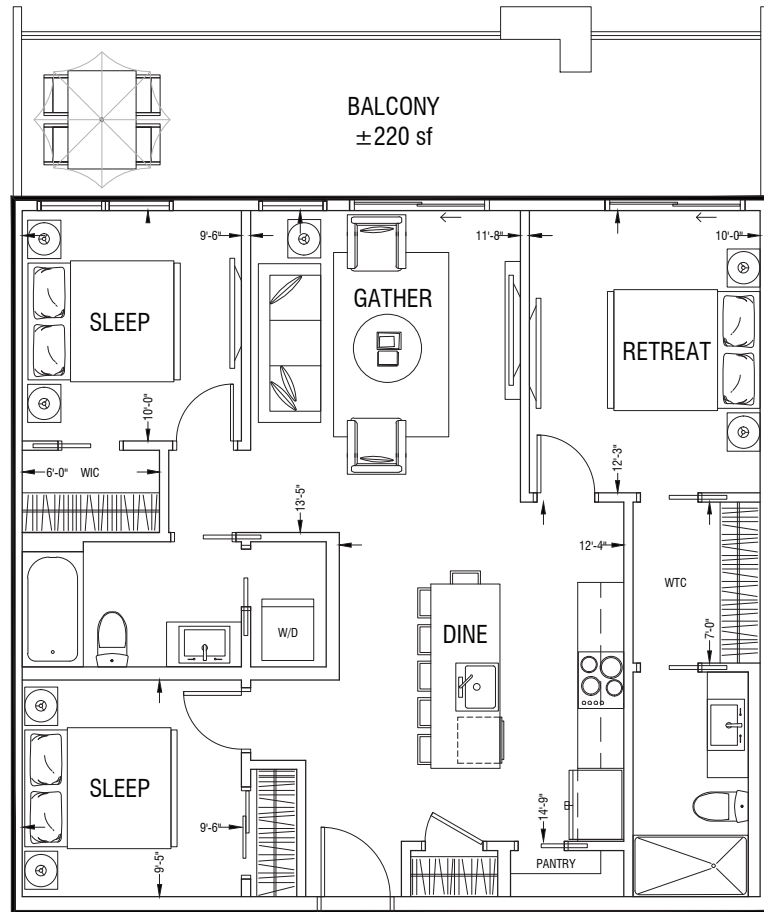 BALCONY
±220 sf
9'-6"
11'-8"
10'-0"
GATHER
SLEEP
RETREAT
10'-0"
12'-3"
6'-0" WIC
13'-5"
12'-4"
WTC
W/D
DINE
7'-0"
SLEEP
14'-9"
9'-6"
9'-5"
PANTRY